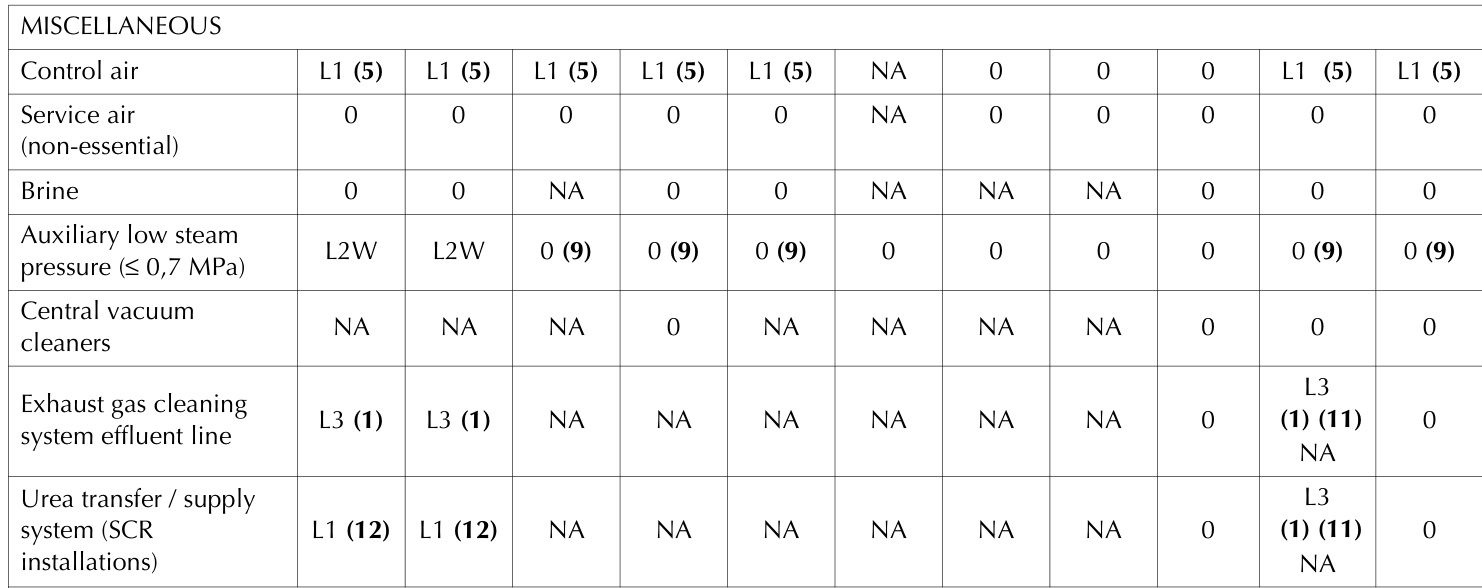 MISCELLANEOUS
Control air L1 (5) L1 (5) L1 (5) L1 (5) L1 (5) NA 0 0 0 L1 (5) L1 (5)
Service air
(non-essential) 0 0 0 0 0 NA 0 0 0 0 0
Brine 0 0 NA 0 0 NA NA NA 0 0 0
Auxiliary low steam
pressure (≤ 0,7 MPa) L2W L2W 0 (9) 0 (9) 0 (9) 0 0 0 0 0 (9) 0 (9)
Central vacuum
cleaners NA NA NA 0 NA NA NA NA 0 0 0
Exhaust gas cleaning
system effluent line L3 (1) L3 (1) NA NA NA NA NA NA 0 L3
(1) (11)
NA 0
Urea transfer / supply
system (SCR
installations) L1 (12) L1 (12) NA NA NA NA NA NA 0 L3
(1) (11)
NA 0